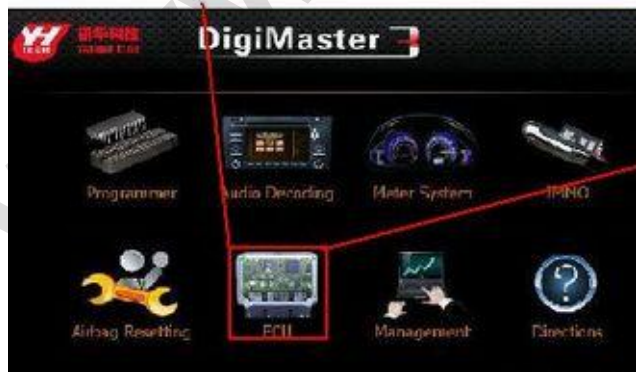 DigiMaster 3
Programmer
Audio Decoding
Meter System
IMMO
Airbag Resetting
ECU
Management
Directions